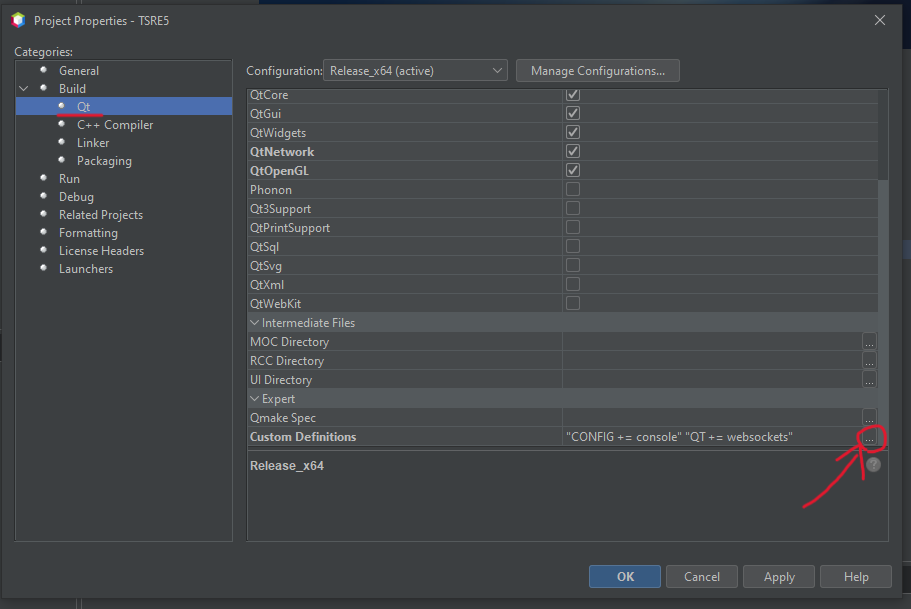 Project Properties - TSRE5
Categories:
General
Build
Qt
C++ Compiler
Linker
Packaging
Run
Debug
Related Projects
Formatting
License Headers
Launchers
Configuration: Release_x64 (active) Manage Configurations...
QtCore
QtGui
QtWidgets
QtNetwork
QtOpenGL
Phonon
Qt3Support
QtPrintSupport
QtSql
QtSvg
QtXml
QtWebKit
Intermediate Files
MOC Directory ...
RCC Directory ...
UI Directory ...
Expert
Qmake Spec ...
Custom Definitions "CONFIG += console" "QT += websockets" ...
Release_x64 ?
OK Cancel Apply Help